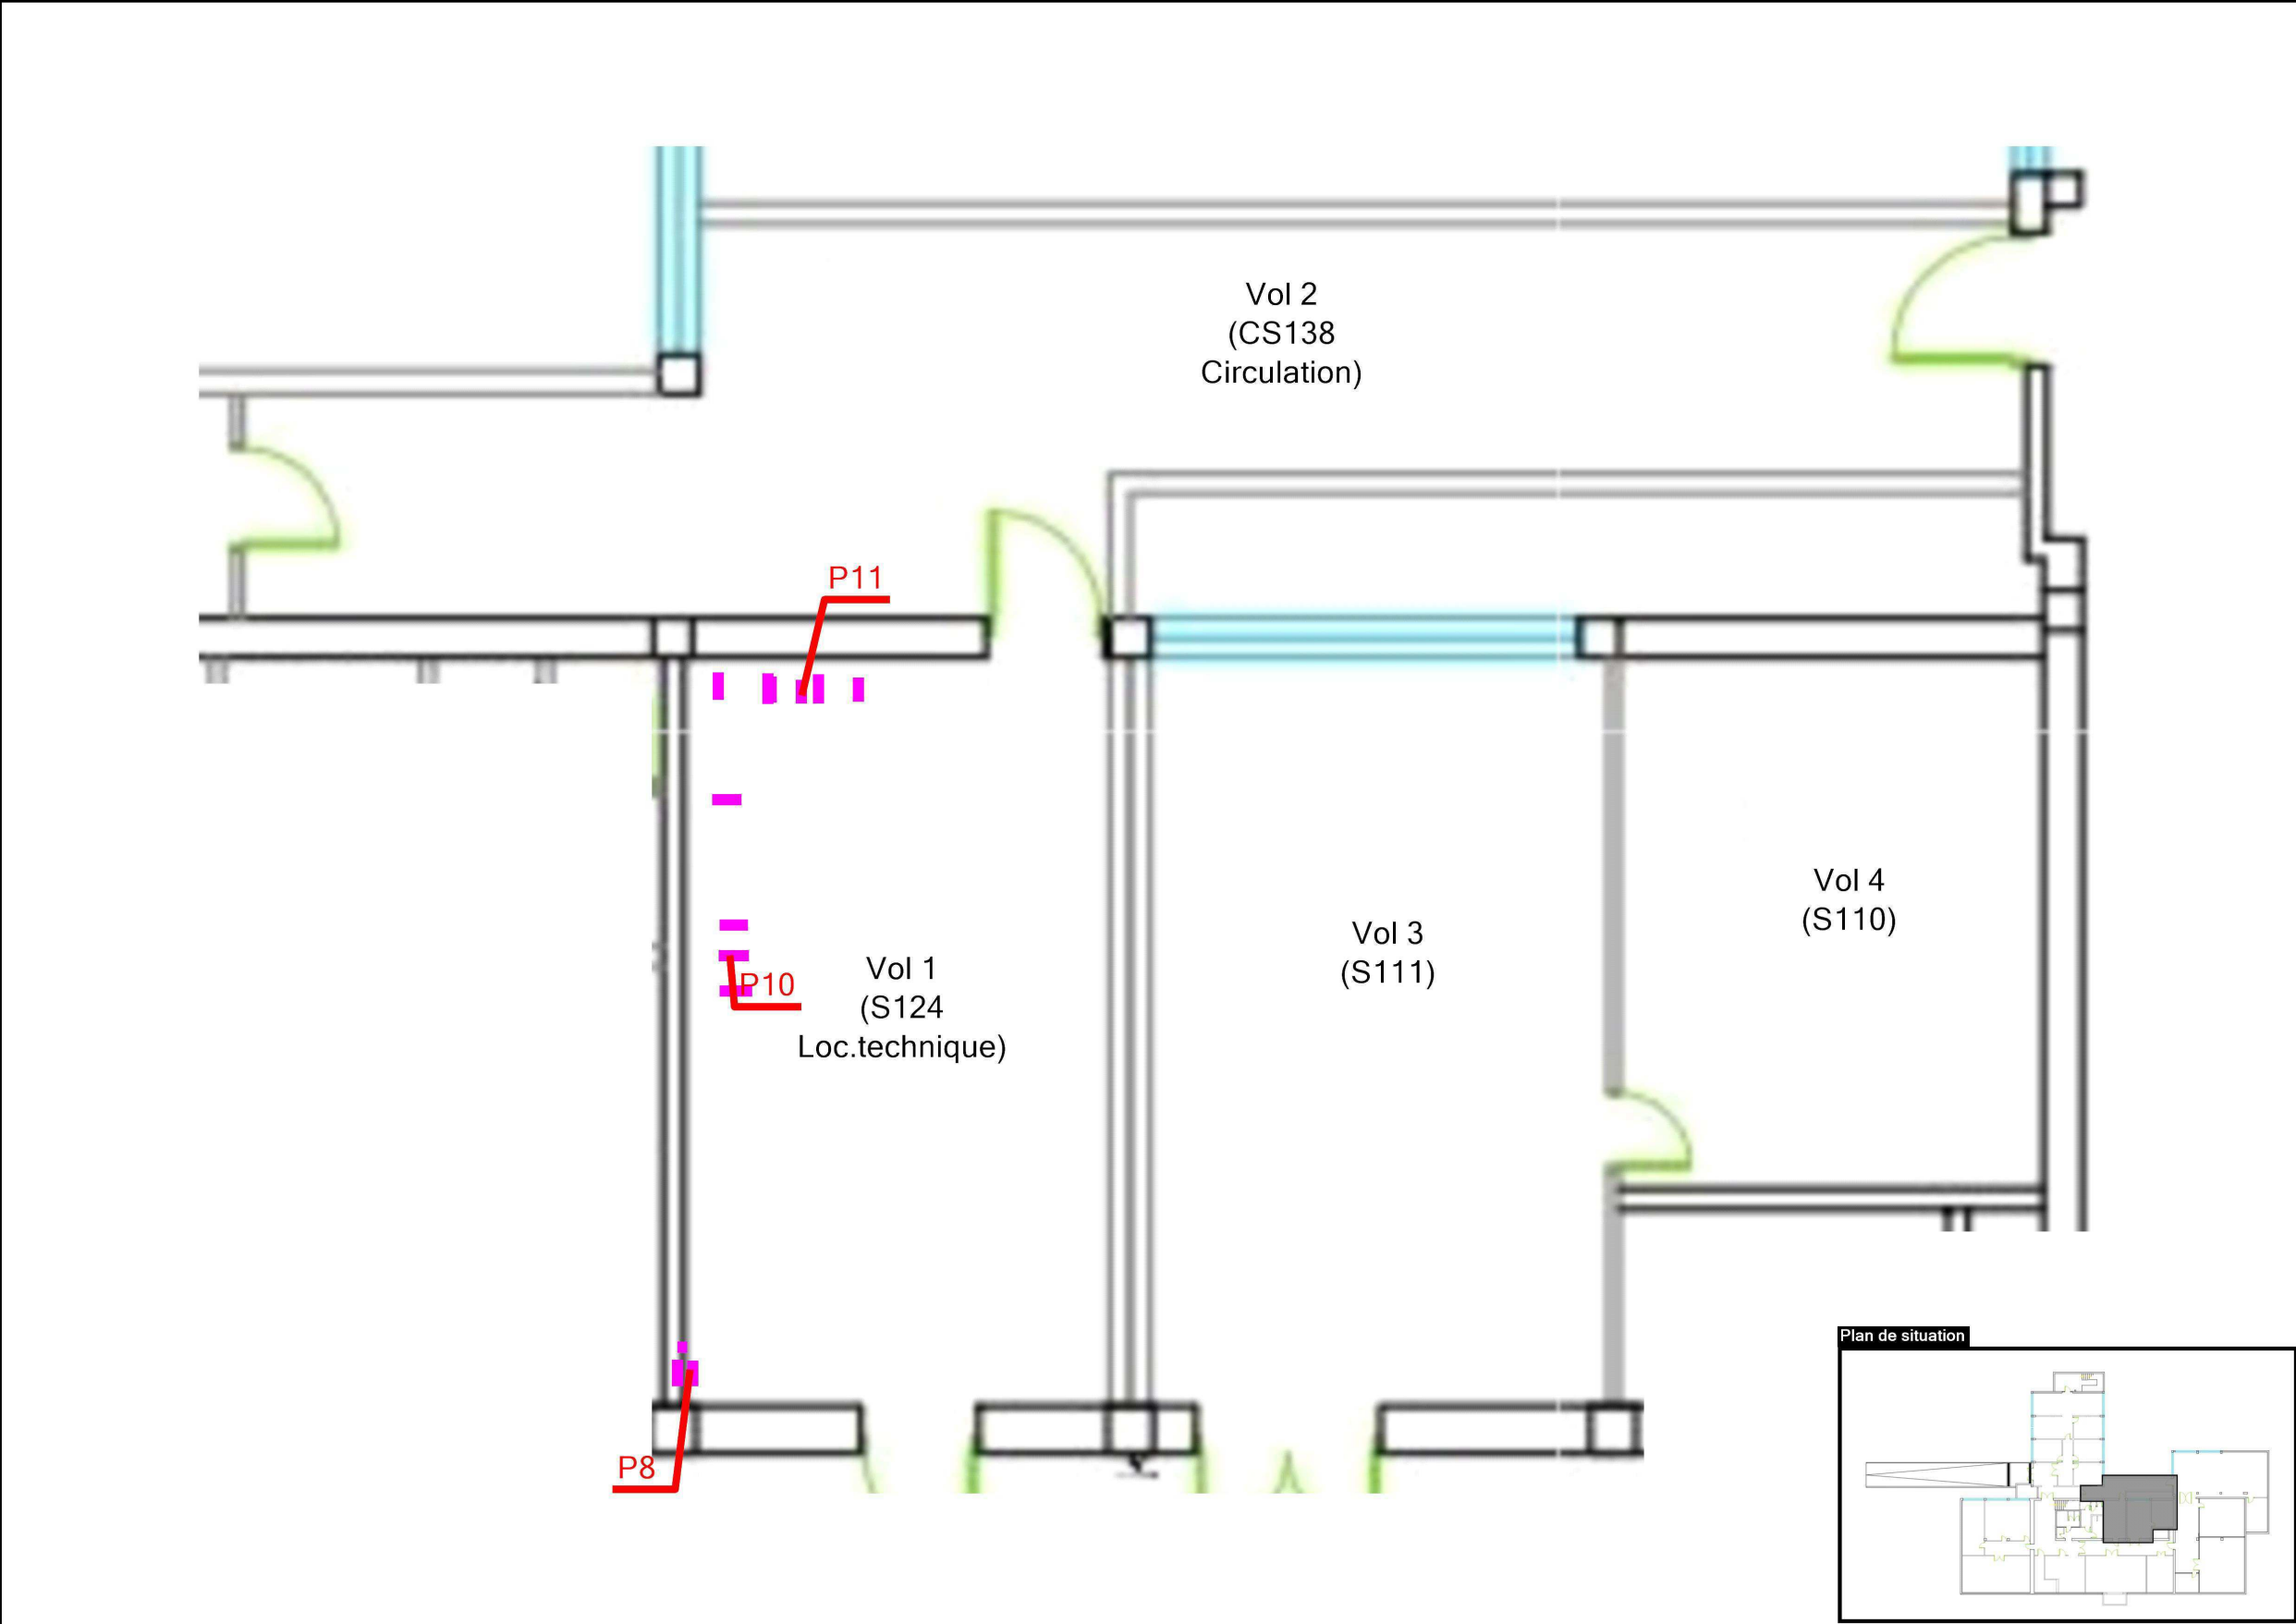 Vol 2
(CS138
Circulation)
P11
Vol 4
(S110)
Vol 3
(S111)
Vol 1
(S124
Loc.technique)
P10
P8
Plan de situation